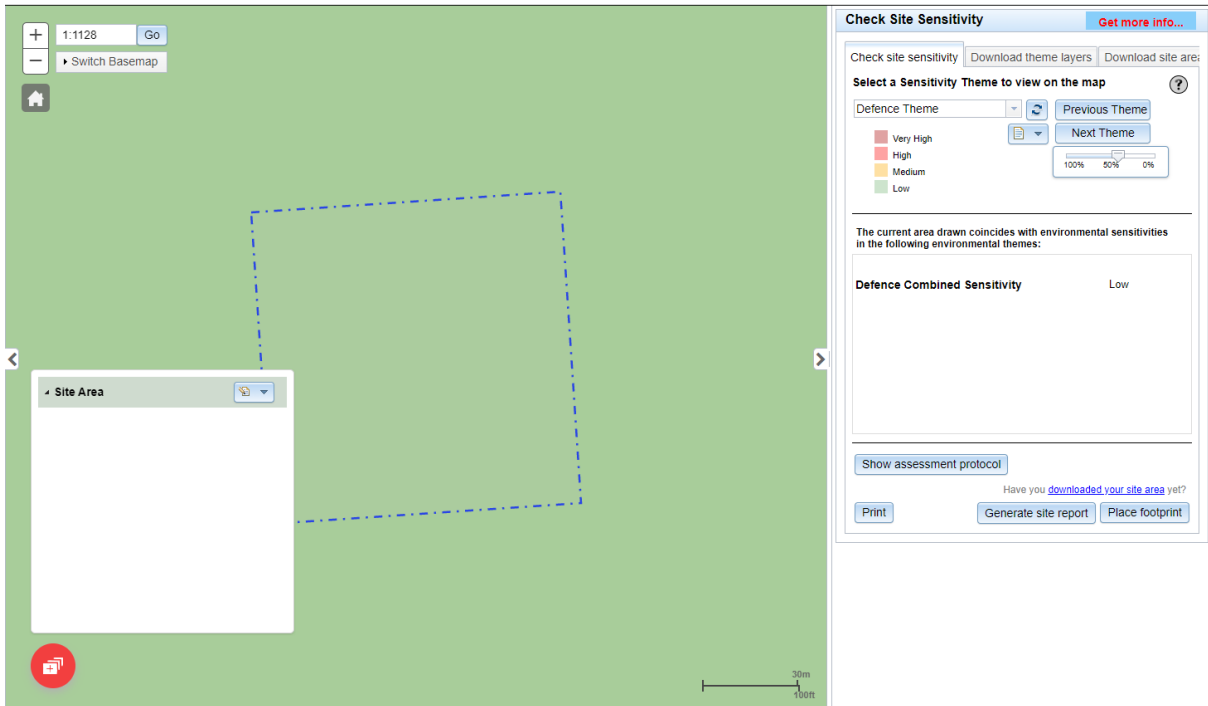 +
1:1128 Go
−
Switch Basemap
Site Area
30m
100ft
Check Site Sensitivity
Get more info...
Check site sensitivity Download theme layers Download site area
Select a Sensitivity Theme to view on the map
?
Defence Theme
Previous Theme
Next Theme
Very High
High
Medium
Low
100% 50% 0%
The current area drawn coincides with environmental sensitivities
in the following environmental themes:
Defence Combined Sensitivity Low
Show assessment protocol
Have you downloaded your site area yet?
Print Generate site report Place footprint